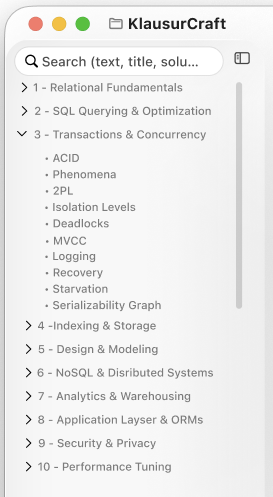 KlausurCraft
Search (text, title, solu...
1 - Relational Fundamentals
2 - SQL Querying & Optimization
3 - Transactions & Concurrency
• ACID
• Phenomena
• 2PL
• Isolation Levels
• Deadlocks
• MVCC
• Logging
• Recovery
• Starvation
• Serializability Graph
4 -Indexing & Storage
5 - Design & Modeling
6 - NoSQL & Disributed Systems
7 - Analytics & Warehousing
8 - Application Layser & ORMs
9 - Security & Privacy
10 - Performance Tuning